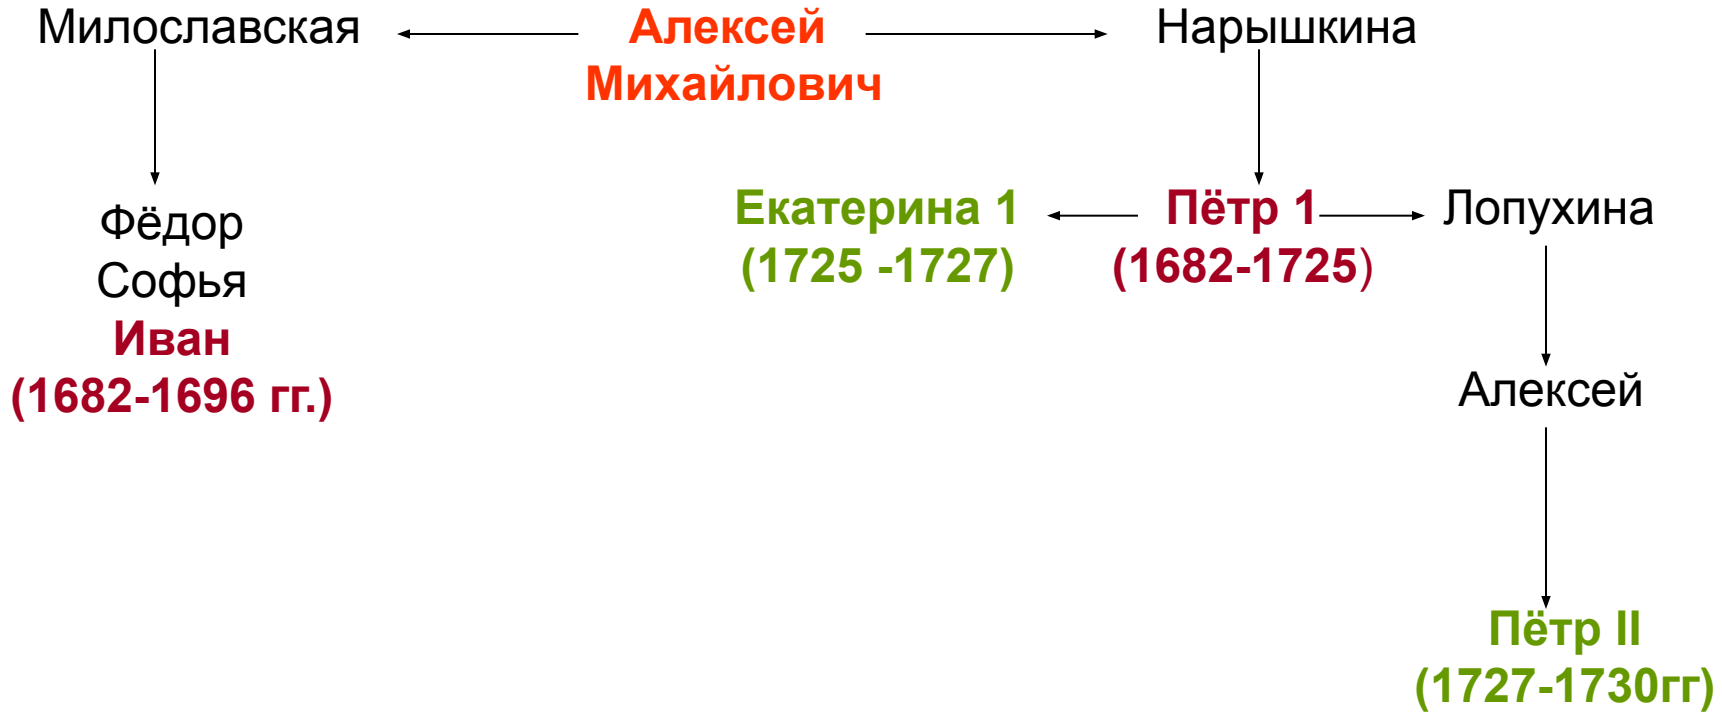 Милославская
Алексей
Михайлович
Нарышкина
Фёдор
Софья
Иван
(1682-1696 гг.)
Екатерина 1
(1725 -1727)
Пётр 1
(1682-1725)
Лопухина
Алексей
Пётр II
(1727-1730гг)